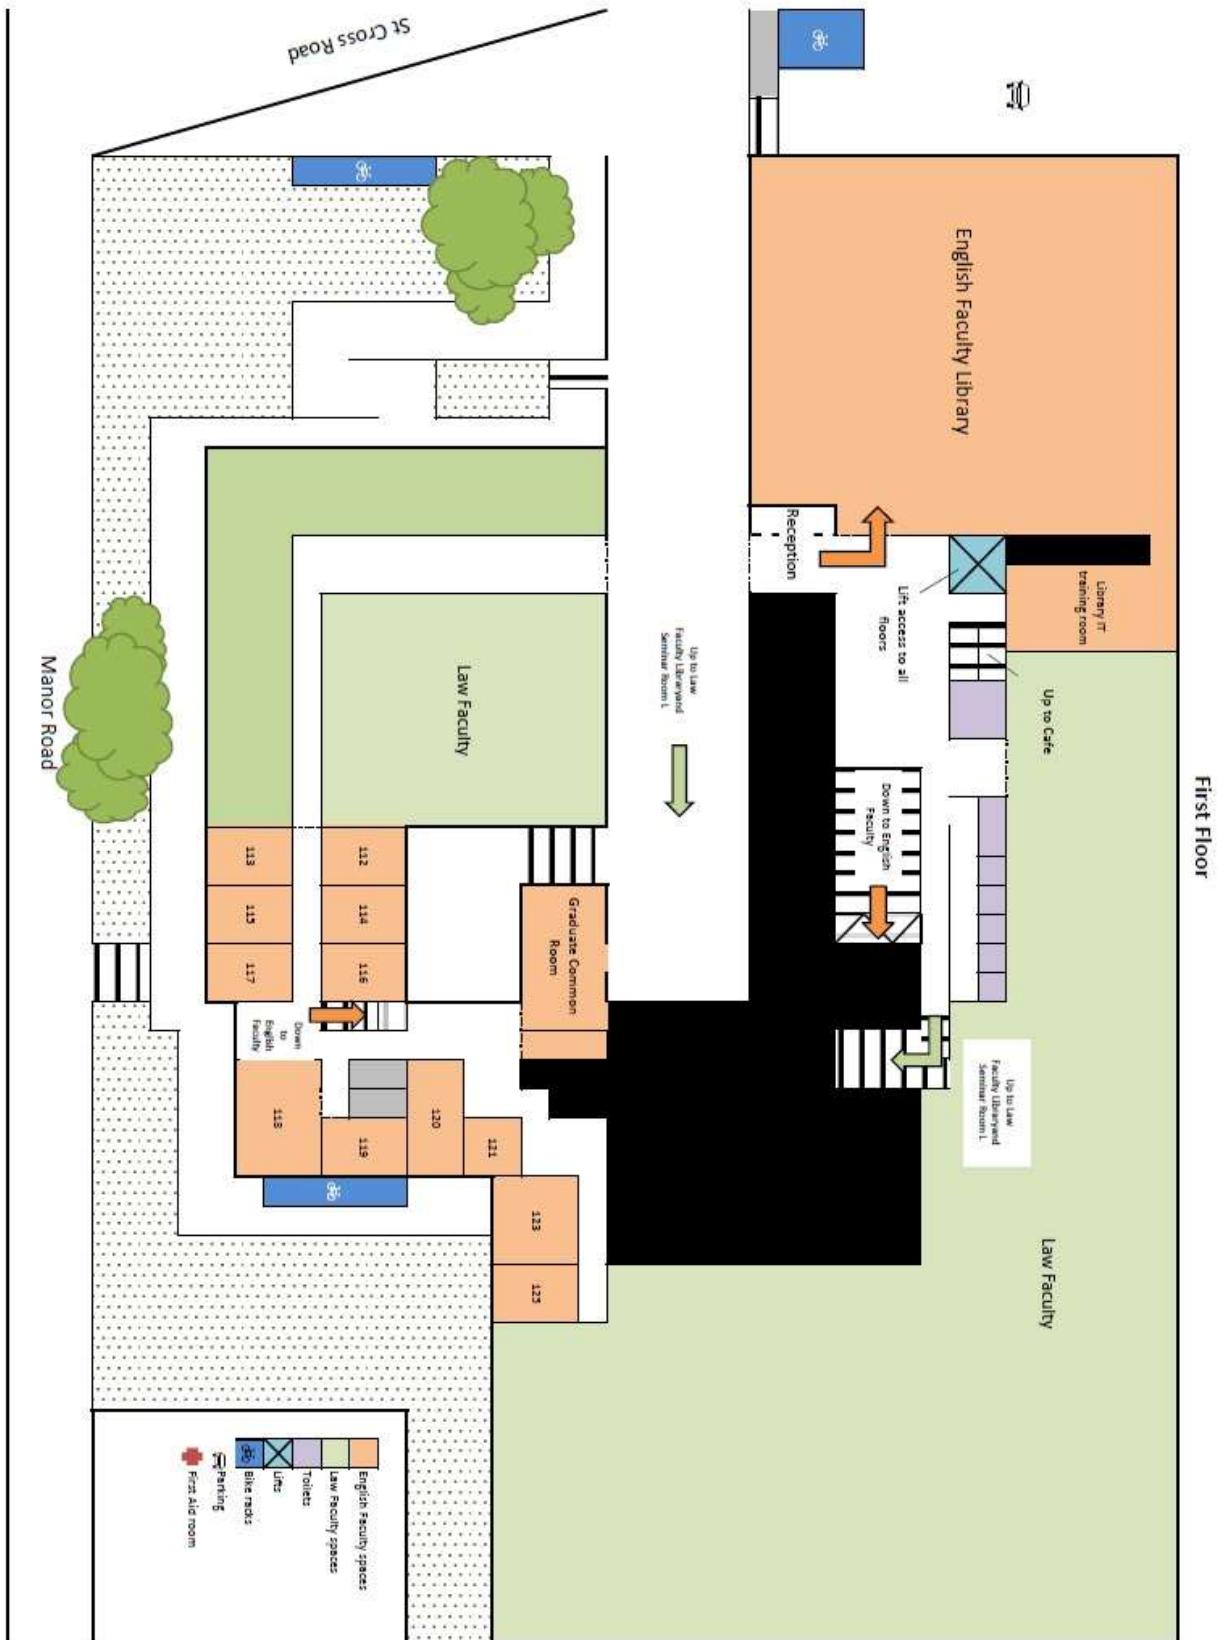 First Floor
St Cross Road
English Faculty Library
Library IT
training room
Reception
Lift access to all
floors
Up to Cafe
Down to English
Faculty
Up to Law
Faculty Libraryand
Seminar Room L
Up to Law
Faculty Libraryand
Seminar Room L
Law Faculty
Law Faculty
Manor Road
Graduate Common
Room
112
114
116
113
115
117
Down
to
English
Faculty
118
119
120
121
123
125
English Faculty spaces
Law Faculty spaces
Toilets
Lifts
Bike racks
Parking
First Aid room